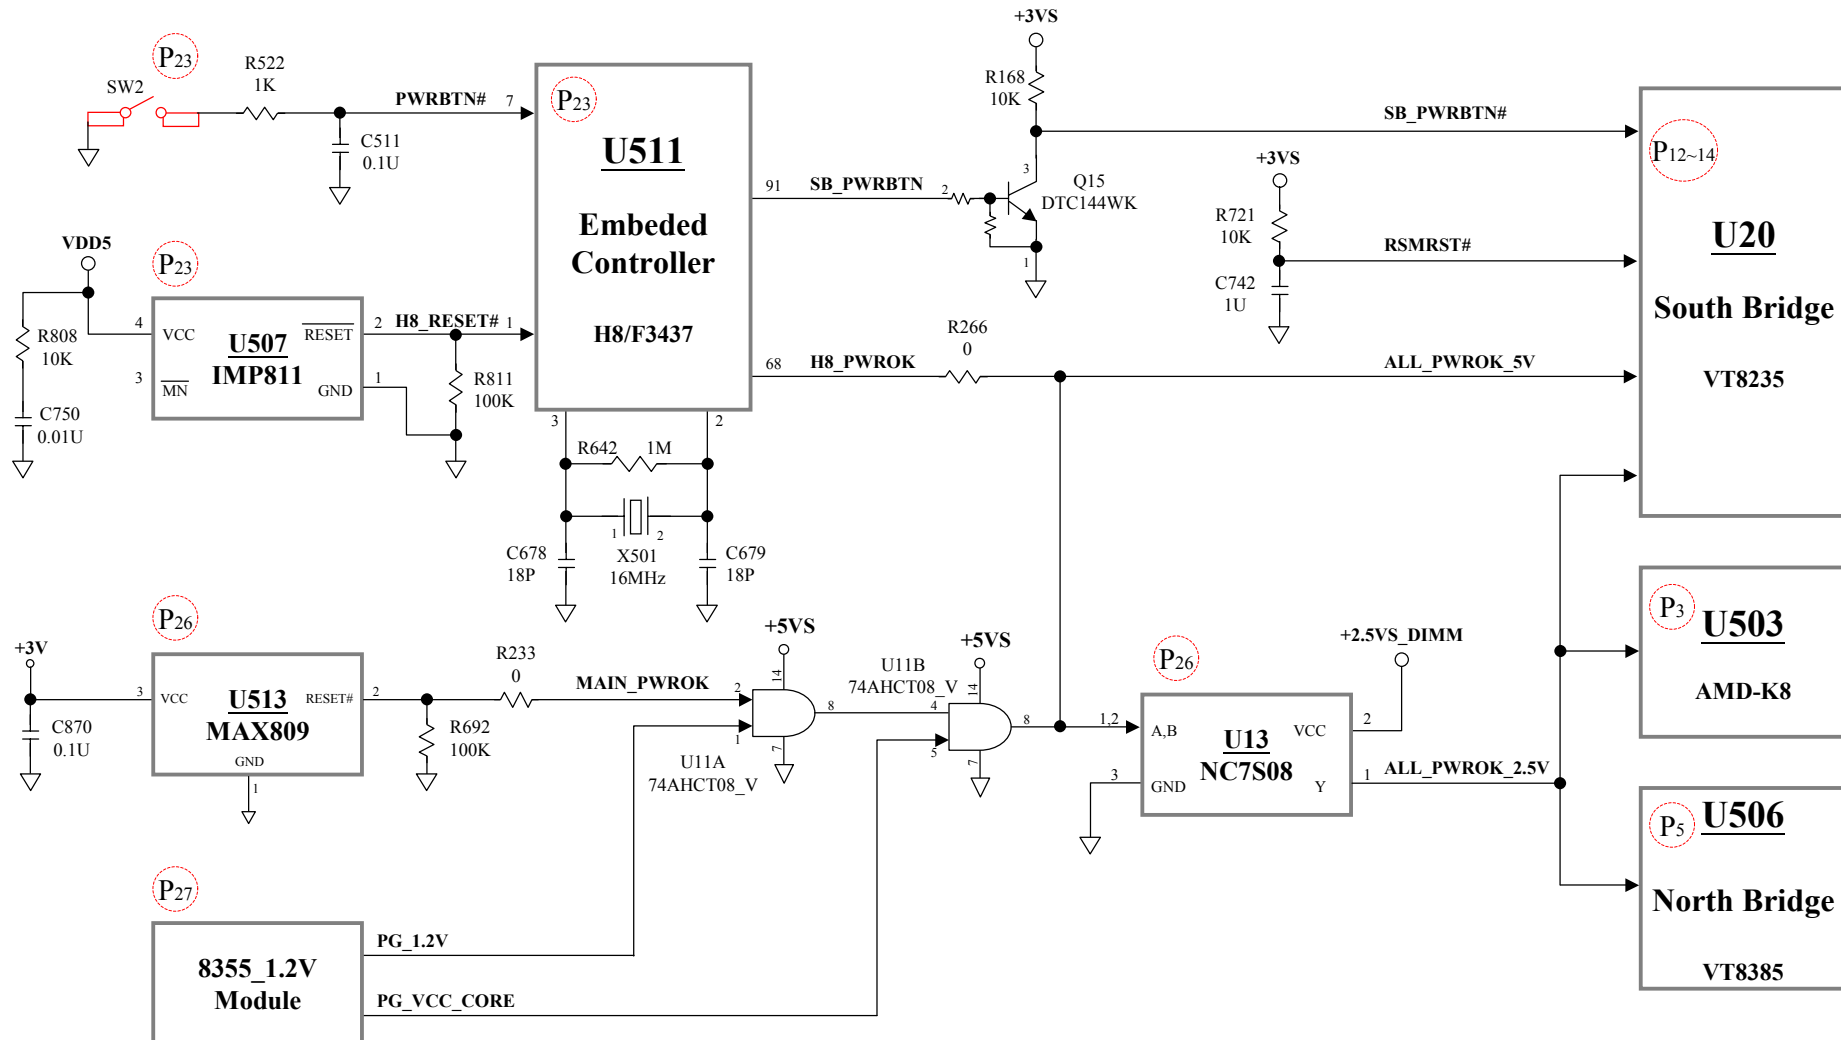 +3VS
P23
R522
1K
SW2
PWRBTN# 7
C511
0.1U
P23
U511
Embeded
Controller
H8/F3437
R168
10K
SB_PWRBTN#
P12~14
91 SB_PWRBTN 2
3
Q15
DTC144WK
1
+3VS
R721
10K
RSMRST#
C742
1U
U20
South Bridge
VT8235
VDD5
P23
R808
10K
C750
0.01U
4 VCC
3 MN
U507
IMP811
RESET 2
GND 1
H8_RESET# 1
R811
100K
68 H8_PWROK
R266
0
ALL_PWROK_5V
3 2
R642 1M
1 2
C678
18P
X501
16MHz
C679
18P
P26
+3V
C870
0.1U
3 VCC
U513
MAX809
RESET# 2
GND
1
R233
0
R692
100K
MAIN_PWROK 2
1
+5VS
14
8
7
U11A
74AHCT08_V
U11B
74AHCT08_V
+5VS
14
4
5
8
7
P26
+2.5VS_DIMM
1,2 A,B
3 GND
U13
NC7S08
VCC 2
Y 1
ALL_PWROK_2.5V
P3
U503
AMD-K8
P5
U506
North Bridge
VT8385
P27
8355_1.2V
Module
PG_1.2V
PG_VCC_CORE